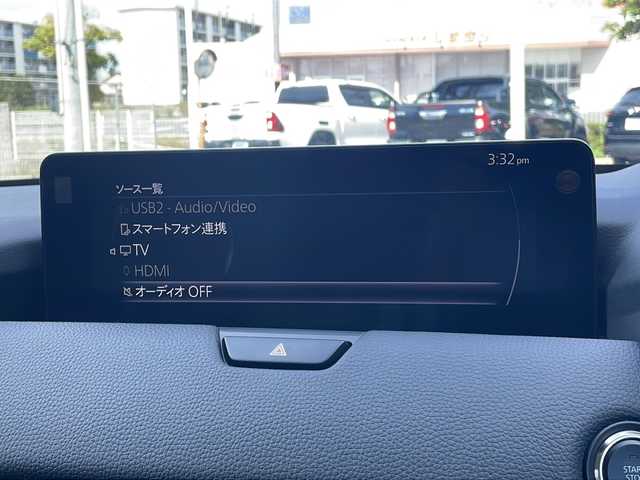 3:32 pm
ソース一覧
USB2 - Audio/Video
スマートフォン連携
TV
HDMI
オーディオ OFF